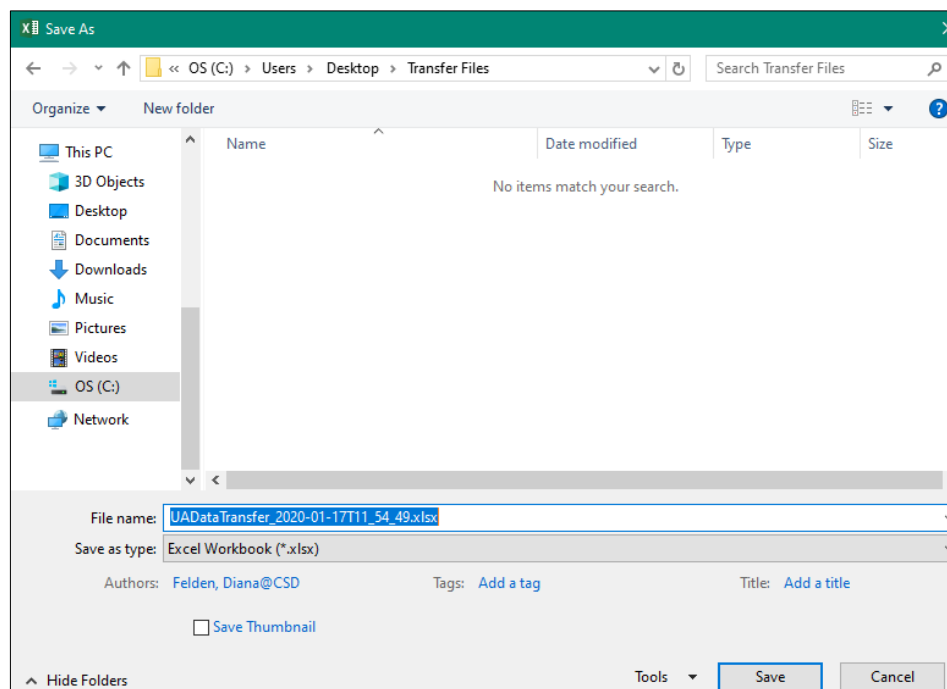 Save As
« OS (C:) › Users › Desktop › Transfer Files
Search Transfer Files
Organize
New folder
?
Name
Date modified
Type
Size
No items match your search.
This PC
3D Objects
Desktop
Documents
Downloads
Music
Pictures
Videos
OS (C:)
Network
File name: UADataTransfer_2020-01-17T11_54_49.xlsx
Save as type: Excel Workbook (*.xlsx)
Authors: Felden, Diana@CSD
Tags: Add a tag
Title: Add a title
Save Thumbnail
Hide Folders
Tools
Save
Cancel